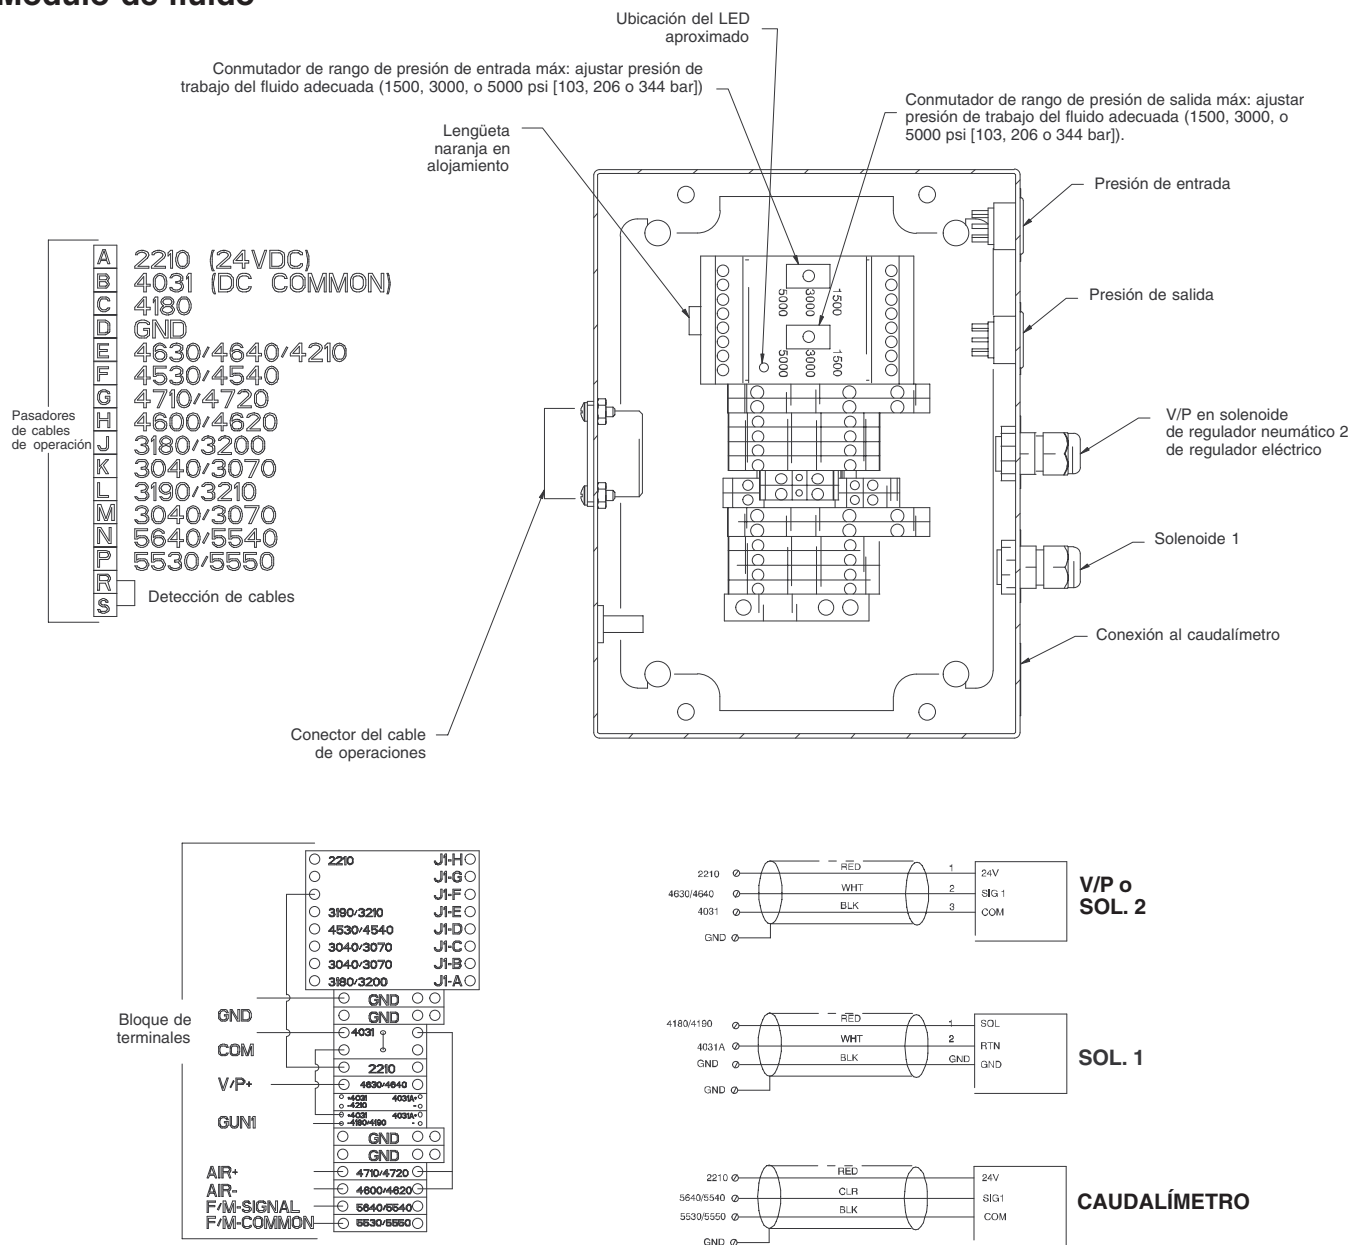 Módulo de fluido
Ubicación del LED
aproximado
Conmutador de rango de presión de entrada máx: ajustar presión de
trabajo del fluido adecuada (1500, 3000, o 5000 psi [103, 206 o 344 bar])
Conmutador de rango de presión de salida máx: ajustar
presión de trabajo del fluido adecuada (1500, 3000, o
5000 psi [103, 206 o 344 bar]).
Lengüeta
naranja en
alojamiento
Presión de entrada
Presión de salida
V/P en solenoide
de regulador neumático 2
de regulador eléctrico
Solenoide 1
Conexión al caudalímetro
5000 3000 1500
5000 3000 1500
Pasadores
de cables
de operación
A 2210 (24VDC)
B 4031 (DC COMMON)
C 4180
D GND
E 4630/4640/4210
F 4530/4540
G 4710/4720
H 4600/4620
J 3180/3200
K 3040/3070
L 3190/3210
M 3040/3070
N 5640/5540
P 5530/5550
R
S
Detección de cables
Conector del cable
de operaciones
Bloque de
terminales
2210 J1-H
J1-G
J1-F
3190/3210 J1-E
4530/4540 J1-D
3040/3070 J1-C
3040/3070 J1-B
3180/3200 J1-A
GND
GND GND
4031
COM
2210
V/P+ 4630/4640
+4031 4031A+
-4210 -
+4031 4031A+
GUN1 -4180/4190 -
GND
GND
AIR+ 4710/4720
AIR- 4600/4620
F/M-SIGNAL 5640/5540
F/M-COMMON 5530/5550
2210 RED 1 24V
4630/4640 WHT 2 SIG 1
4031 BLK 3 COM
GND
V/P o
SOL. 2
4180/4190 RED 1 SOL
4031A WHT 2 RTN
GND BLK GND GND
GND
SOL. 1
2210 RED 24V
5640/5540 CLR SIG1
5530/5550 BLK COM
GND
CAUDALÍMETRO